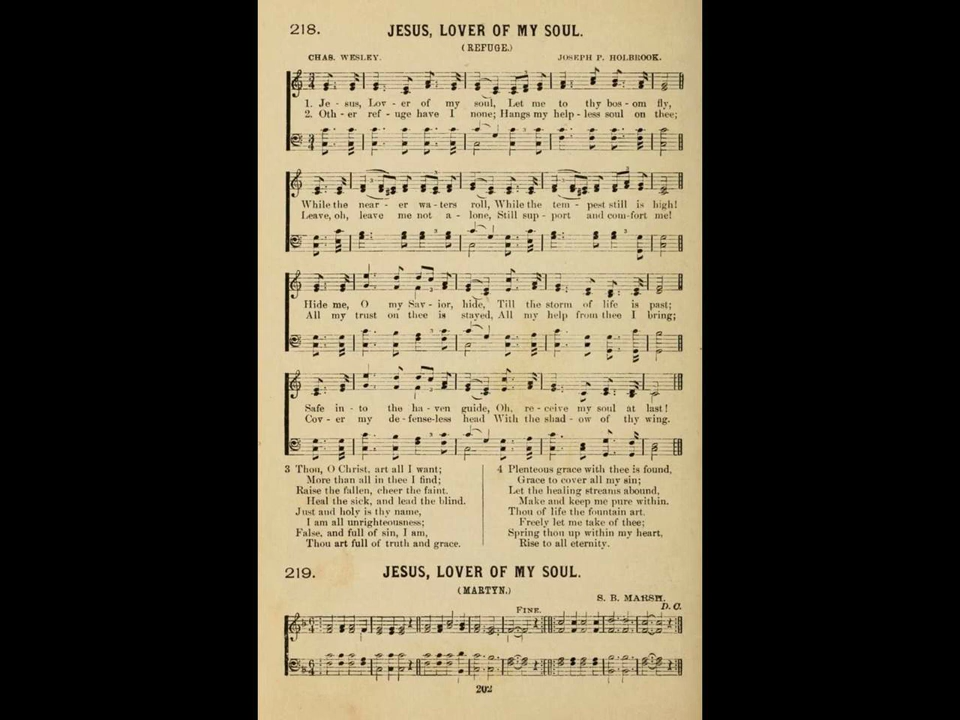 218.
JESUS, LOVER OF MY SOUL.
(REFUGE.)
CHAS. WESLEY. JOSEPH P. HOLBROOK.
1. Je - sus, Lov - er of my soul, Let me to thy bos - om fly,
2. Oth - er ref - uge have I none; Hangs my help - less soul on thee;
While the near - er wa - ters roll, While the tem - pest still is high!
Leave, oh, leave me not a - lone, Still sup - port and com - fort me!
Hide me, O my Sav - ior, hide, Till the storm of life is past;
All my trust on thee is stayed, All my help from thee I bring;
Safe in - to the ha - ven guide, Oh, re - ceive my soul at last!
Cov - er my de - fense-less head With the shad - ow of thy wing.
3 Thou, O Christ, art all I want;
More than all in thee I find;
Raise the fallen, cheer the faint,
Heal the sick, and lead the blind.
Just and holy is thy name,
I am all unrighteousness;
False, and full of sin, I am,
Thou art full of truth and grace.
4 Plenteous grace with thee is found,
Grace to cover all my sin;
Let the healing streams abound,
Make and keep me pure within.
Thou of life the fountain art,
Freely let me take of thee;
Spring thou up within my heart,
Rise to all eternity.
219.
JESUS, LOVER OF MY SOUL.
(MARTYN.)
S. B. MARSH.
FINE. D. C.
202